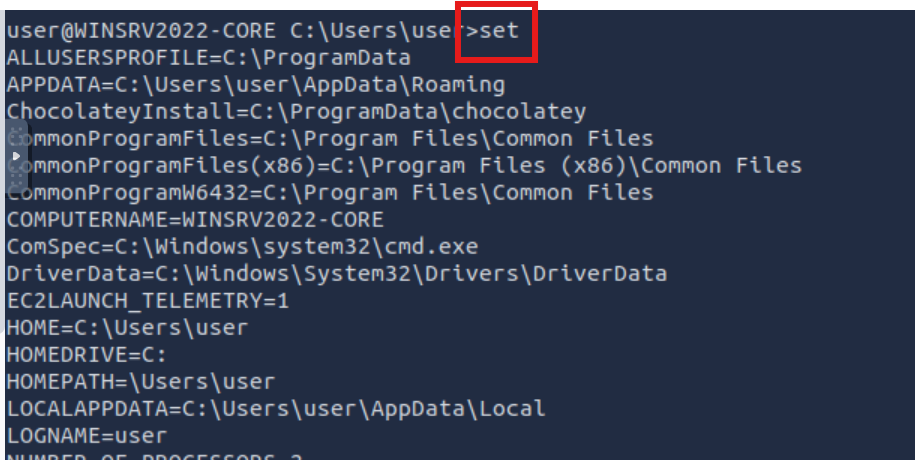 user@WINSRV2022-CORE C:\Users\user>set
ALLUSERSPROFILE=C:\ProgramData
APPDATA=C:\Users\user\AppData\Roaming
ChocolateyInstall=C:\ProgramData\chocolatey
CommonProgramFiles=C:\Program Files\Common Files
CommonProgramFiles(x86)=C:\Program Files (x86)\Common Files
CommonProgramW6432=C:\Program Files\Common Files
COMPUTERNAME=WINSRV2022-CORE
ComSpec=C:\Windows\system32\cmd.exe
DriverData=C:\Windows\System32\Drivers\DriverData
EC2LAUNCH_TELEMETRY=1
HOME=C:\Users\user
HOMEDRIVE=C:
HOMEPATH=\Users\user
LOCALAPPDATA=C:\Users\user\AppData\Local
LOGNAME=user
NUMBER_OF_PROCESSORS=2